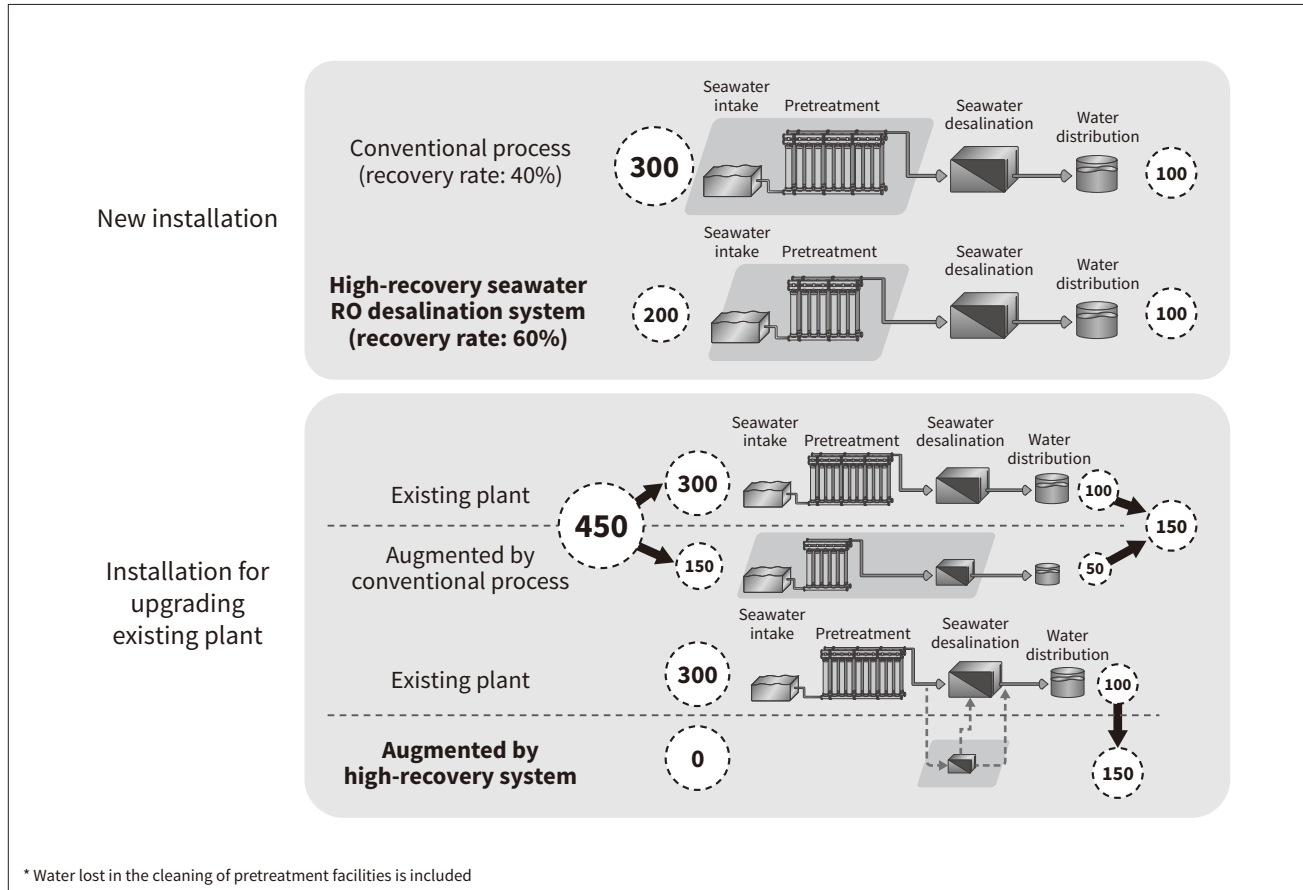 New installation
Conventional process
(recovery rate: 40%)
300
Seawater
intake
Pretreatment
Seawater
desalination
Water
distribution
100
High-recovery seawater
RO desalination system
(recovery rate: 60%)
200
Seawater
intake
Pretreatment
Seawater
desalination
Water
distribution
100
Installation for
upgrading
existing plant
Existing plant
450
300
Seawater
intake
Pretreatment
Seawater
desalination
Water
distribution
100
150
Augmented by
conventional process
150
50
Existing plant
300
Seawater
intake
Pretreatment
Seawater
desalination
Water
distribution
100
Augmented by
high-recovery system
0
150
* Water lost in the cleaning of pretreatment facilities is included